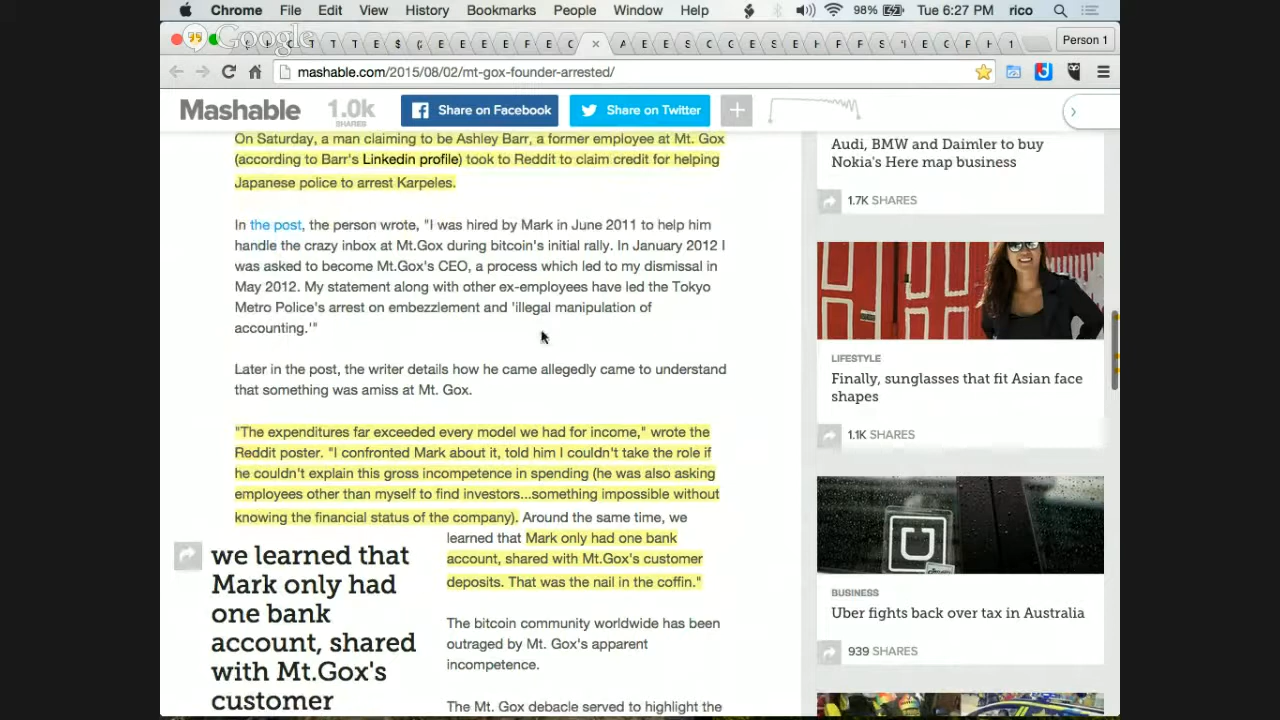 Chrome File Edit View History Bookmarks People Window Help 98% Tue 6:27 PM rico
Google
T T T E $ E E E E F E C A E E S C C E S E H F F S E C F H 1 Person 1
mashable.com/2015/08/02/mt-gox-founder-arrested/
Mashable 1.0k SHARES Share on Facebook Share on Twitter
On Saturday, a man claiming to be Ashley Barr, a former employee at Mt. Gox
(according to Barr's Linkedin profile) took to Reddit to claim credit for helping
Japanese police to arrest Karpeles.
In the post, the person wrote, "I was hired by Mark in June 2011 to help him
handle the crazy inbox at Mt.Gox during bitcoin's initial rally. In January 2012 I
was asked to become Mt.Gox's CEO, a process which led to my dismissal in
May 2012. My statement along with other ex-employees have led the Tokyo
Metro Police's arrest on embezzlement and 'illegal manipulation of
accounting.'"
Later in the post, the writer details how he came allegedly came to understand
that something was amiss at Mt. Gox.
"The expenditures far exceeded every model we had for income," wrote the
Reddit poster. "I confronted Mark about it, told him I couldn't take the role if
he couldn't explain this gross incompetence in spending (he was also asking
employees other than myself to find investors...something impossible without
knowing the financial status of the company). Around the same time, we
learned that Mark only had one bank
account, shared with Mt.Gox's customer
deposits. That was the nail in the coffin."
we learned that
Mark only had
one bank
account, shared
with Mt.Gox's
customer
The bitcoin community worldwide has been
outraged by Mt. Gox's apparent
incompetence.
The Mt. Gox debacle served to highlight the
Audi, BMW and Daimler to buy
Nokia's Here map business
1.7K SHARES
LIFESTYLE
Finally, sunglasses that fit Asian face
shapes
1.1K SHARES
BUSINESS
Uber fights back over tax in Australia
939 SHARES